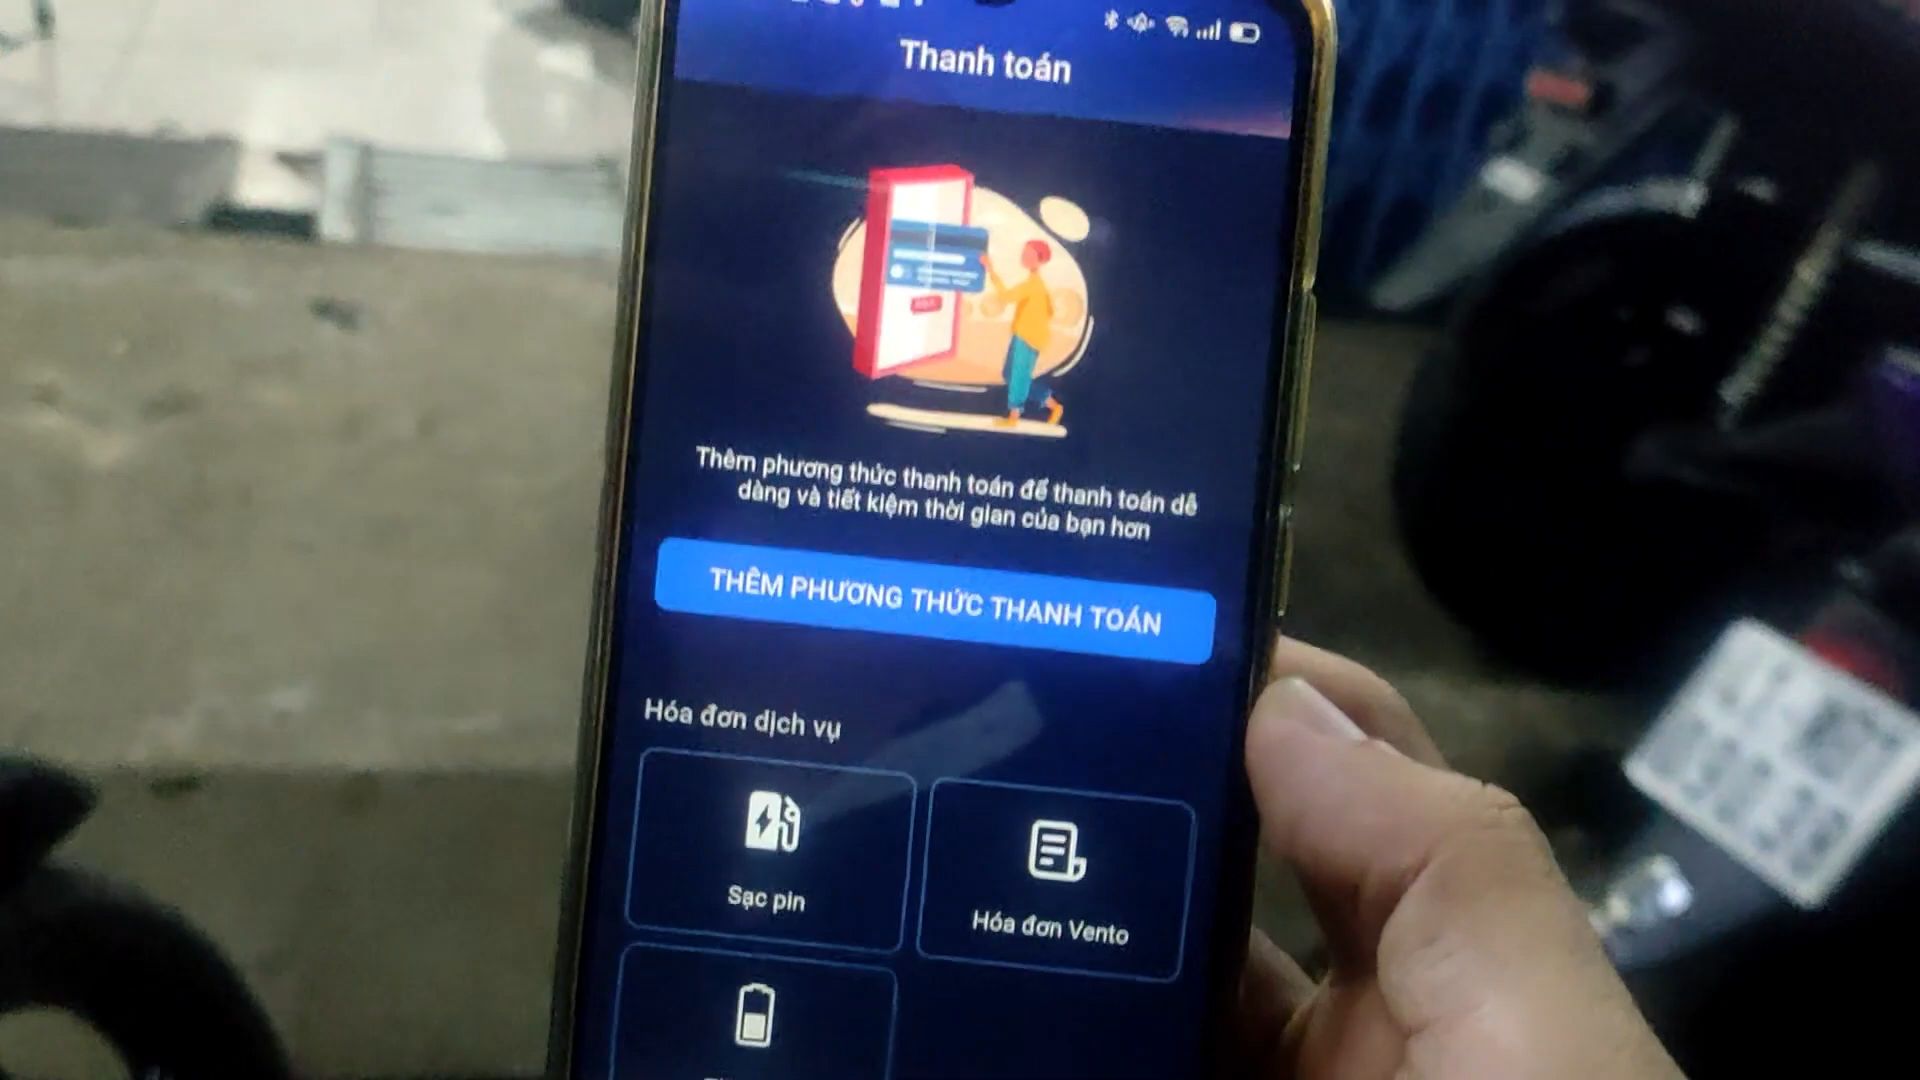 Thanh toán
Thêm phương thức thanh toán để thanh toán dễ
dàng và tiết kiệm thời gian của bạn hơn
THÊM PHƯƠNG THỨC THANH TOÁN
Hóa đơn dịch vụ
Sạc pin
Hóa đơn Vento